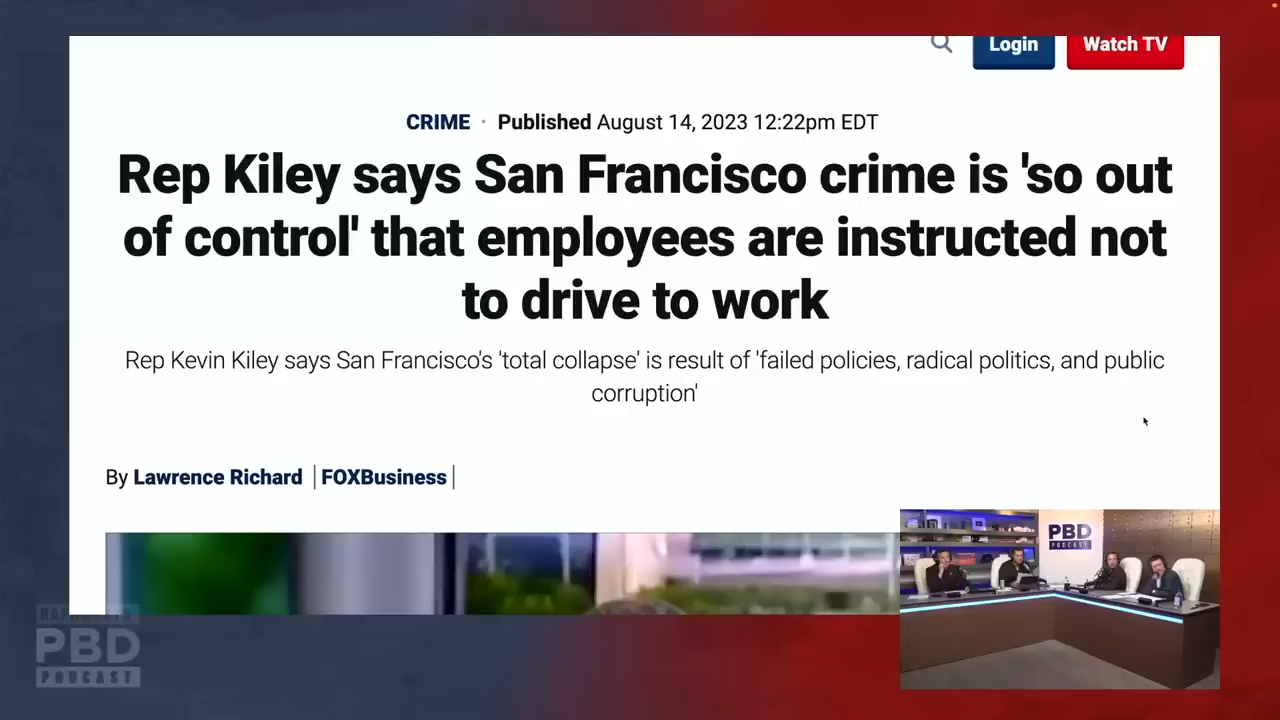 Login
Watch TV
CRIME · Published August 14, 2023 12:22pm EDT
Rep Kiley says San Francisco crime is 'so out
of control' that employees are instructed not
to drive to work
Rep Kevin Kiley says San Francisco's 'total collapse' is result of 'failed policies, radical politics, and public
corruption'
By Lawrence Richard | FOXBusiness |
PBD
PODCAST
PBD
PODCAST